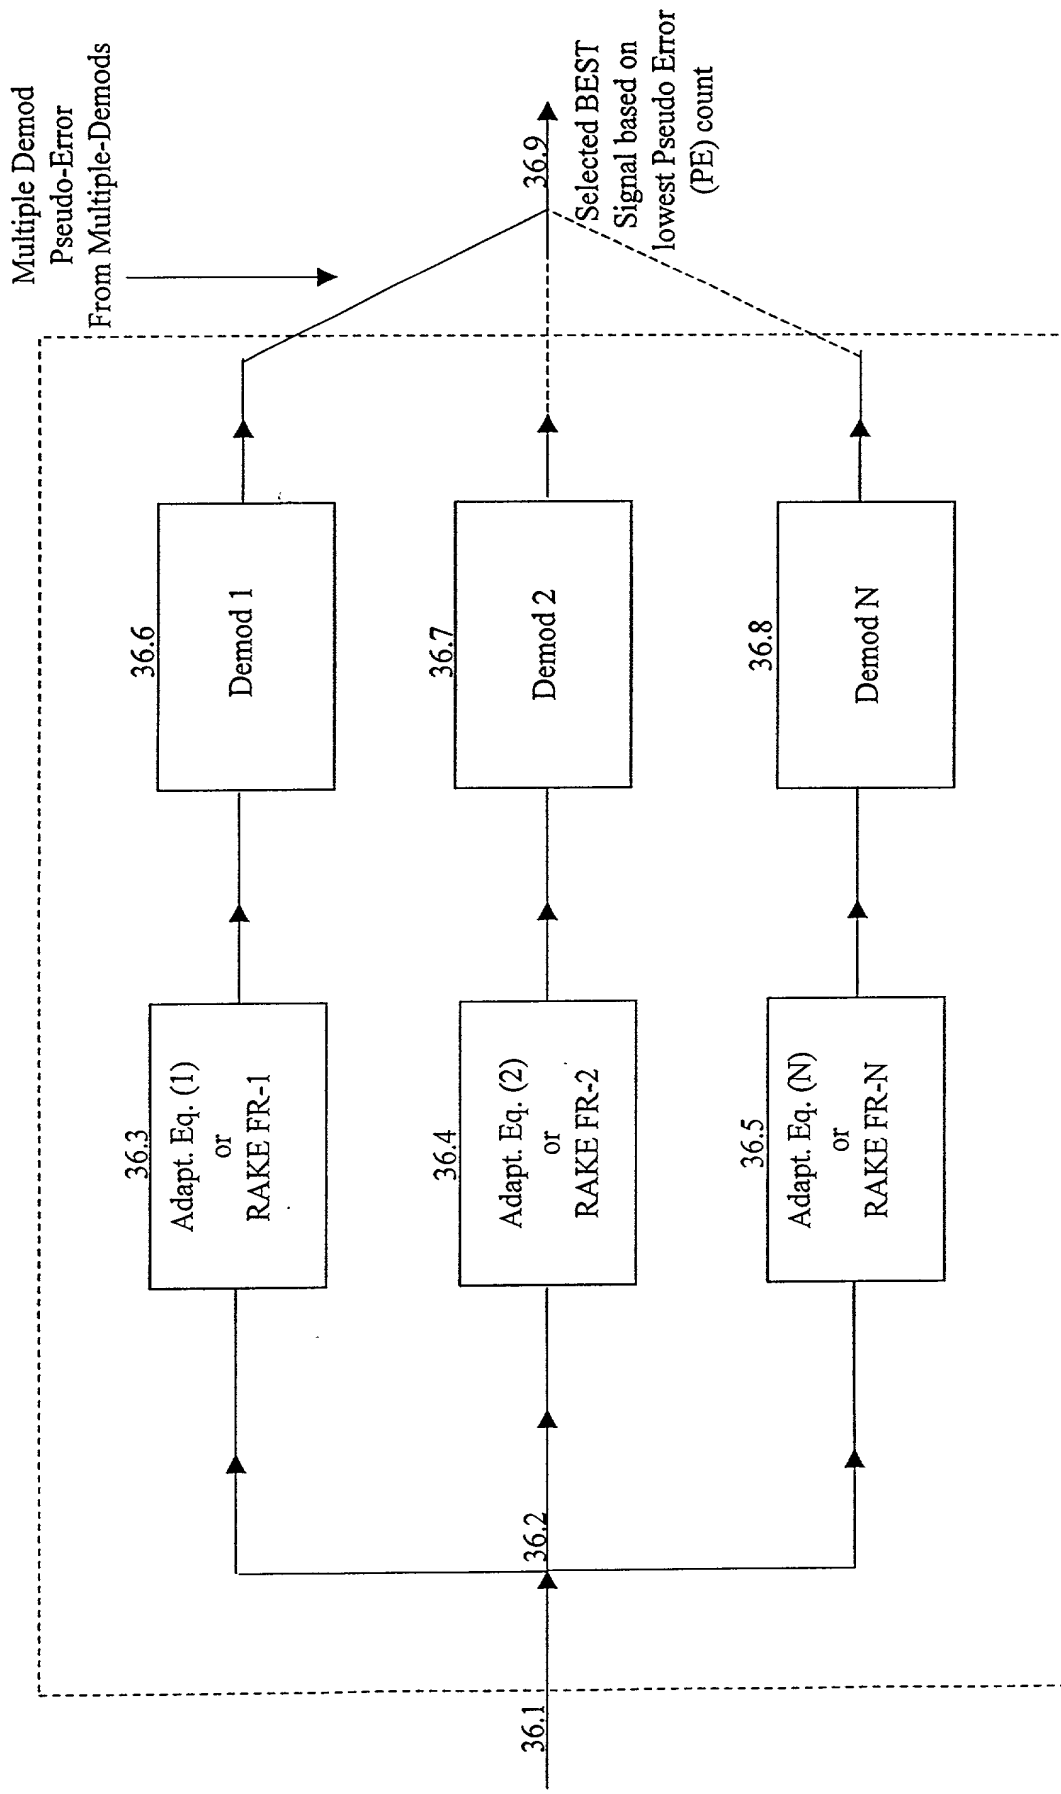 Multiple Demod
Pseudo-Error
From Multiple-Demods
36.3
Adapt. Eq. (1)
or
RAKE FR-1
36.6
Demod 1
36.1
36.2
36.4
Adapt. Eq. (2)
or
RAKE FR-2
36.7
Demod 2
36.9
Selected BEST
Signal based on
lowest Pseudo Error
(PE) count
36.5
Adapt. Eq. (N)
or
RAKE FR-N
36.8
Demod N